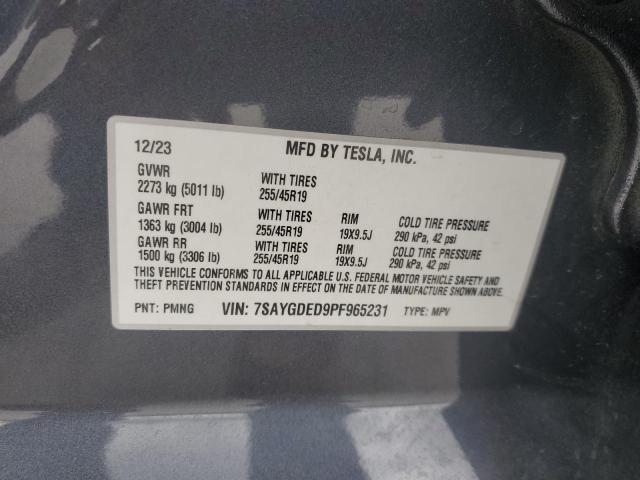 12/23 MFD BY TESLA, INC.
GVWR
2273 kg (5011 lb) WITH TIRES 255/45R19
GAWR FRT
1363 kg (3004 lb) WITH TIRES 255/45R19 RIM 19X9.5J COLD TIRE PRESSURE 290 kPa, 42 psi
GAWR RR
1500 kg (3306 lb) WITH TIRES 255/45R19 RIM 19X9.5J COLD TIRE PRESSURE 290 kPa, 42 psi
THIS VEHICLE CONFORMS TO ALL APPLICABLE U.S. FEDERAL MOTOR VEHICLE SAFETY AND
THEFT PREVENTION STANDARDS IN EFFECT ON THE DATE OF MANUFACTURE SHOWN ABOVE.
PNT: PMNG VIN: 7SAYGDED9PF965231 TYPE: MPV